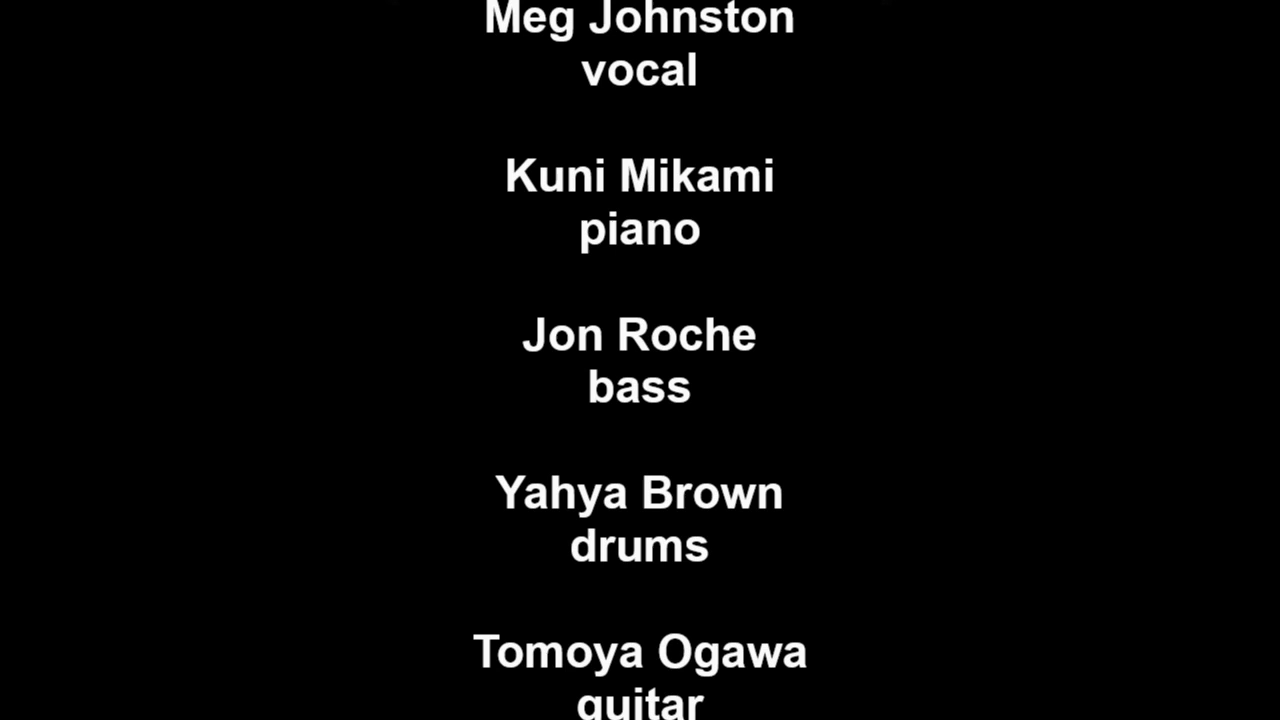 Meg Johnston
vocal
Kuni Mikami
piano
Jon Roche
bass
Yahya Brown
drums
Tomoya Ogawa
guitar